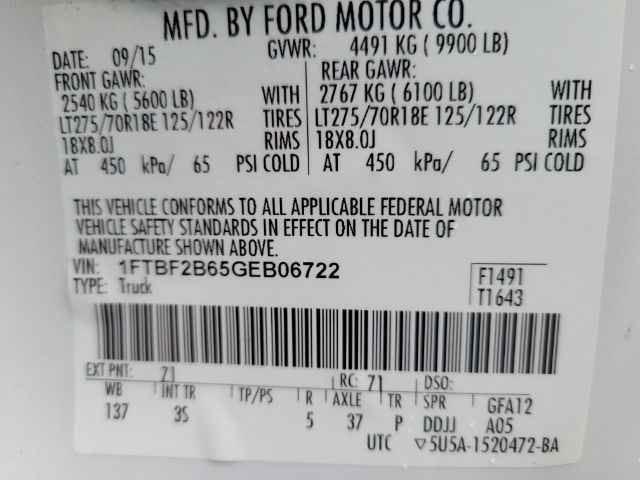 MFD. BY FORD MOTOR CO.
DATE: 09/15 GVWR: 4491 KG ( 9900 LB)
FRONT GAWR: REAR GAWR:
2540 KG ( 5600 LB) WITH 2767 KG ( 6100 LB) WITH
LT275/70R18E 125/122R TIRES LT275/70R18E 125/122R TIRES
18X8.0J RIMS 18X8.0J RIMS
AT 450 kPa/ 65 PSI COLD AT 450 kPa/ 65 PSI COLD
THIS VEHICLE CONFORMS TO ALL APPLICABLE FEDERAL MOTOR
VEHICLE SAFETY STANDARDS IN EFFECT ON THE DATE OF
MANUFACTURE SHOWN ABOVE.
VIN: 1FTBF2B65GEB06722 F1491
TYPE: Truck T1643
EXT PNT: Z1 RC: 71 DSO:
WB INT TR TP/PS R AXLE TR SPR GFA12
137 3S 5 37 P DDJJ A05
UTC ▽5U5A-1520472-BA